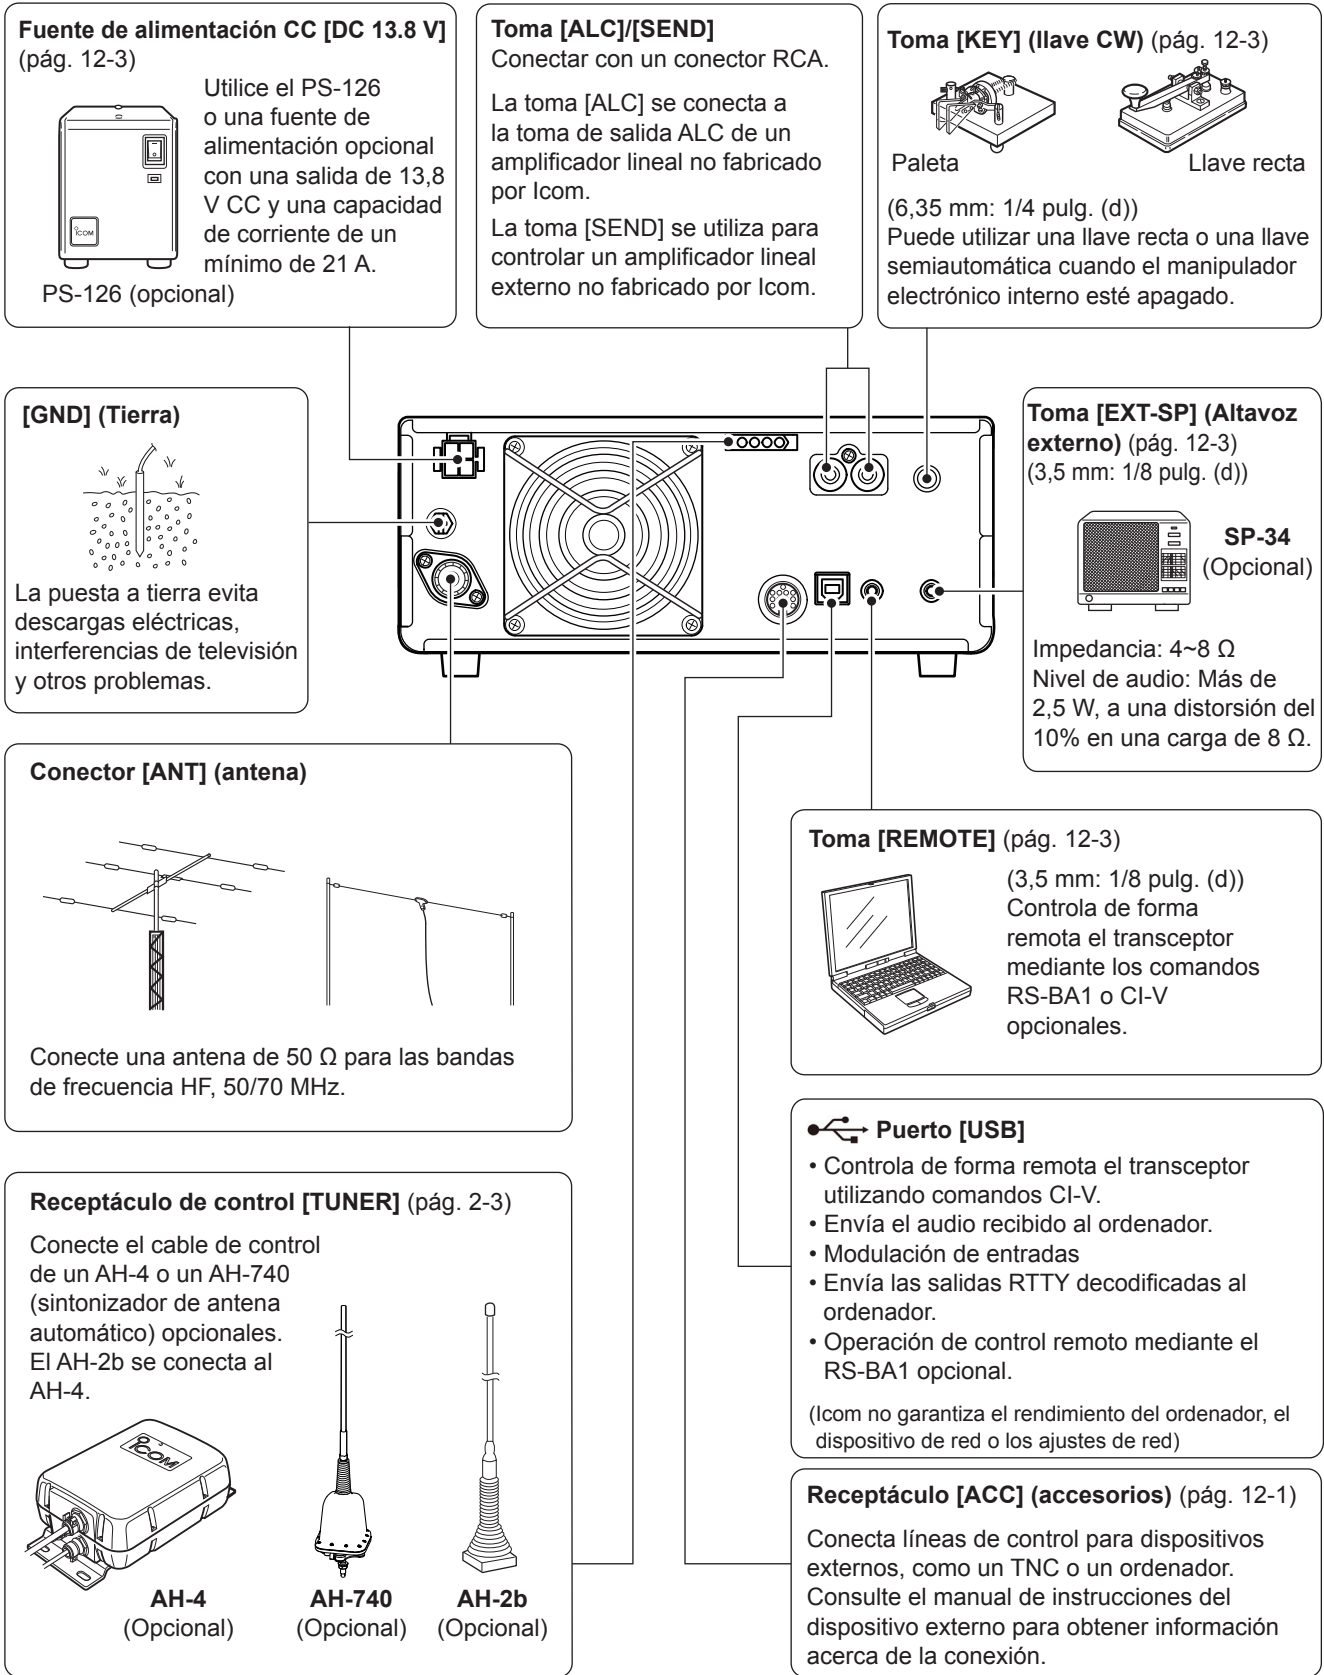 Fuente de alimentación CC [DC 13.8 V]
(pág. 12-3)
Utilice el PS-126
o una fuente de
alimentación opcional
con una salida de 13,8
V CC y una capacidad
de corriente de un
mínimo de 21 A.
ICOM
PS-126 (opcional)
Toma [ALC]/[SEND]
Conectar con un conector RCA.
La toma [ALC] se conecta a
la toma de salida ALC de un
amplificador lineal no fabricado
por Icom.
La toma [SEND] se utiliza para
controlar un amplificador lineal
externo no fabricado por Icom.
Toma [KEY] (llave CW) (pág. 12-3)
Paleta
Llave recta
(6,35 mm: 1/4 pulg. (d))
Puede utilizar una llave recta o una llave
semiautomática cuando el manipulador
electrónico interno esté apagado.
[GND] (Tierra)
La puesta a tierra evita
descargas eléctricas,
interferencias de televisión
y otros problemas.
Toma [EXT-SP] (Altavoz
externo) (pág. 12-3)
(3,5 mm: 1/8 pulg. (d))
SP-34
(Opcional)
Impedancia: 4~8 Ω
Nivel de audio: Más de
2,5 W, a una distorsión del
10% en una carga de 8 Ω.
Conector [ANT] (antena)
Conecte una antena de 50 Ω para las bandas
de frecuencia HF, 50/70 MHz.
Toma [REMOTE] (pág. 12-3)
(3,5 mm: 1/8 pulg. (d))
Controla de forma
remota el transceptor
mediante los comandos
RS-BA1 o CI-V
opcionales.
Puerto [USB]
• Controla de forma remota el transceptor
utilizando comandos CI-V.
• Envía el audio recibido al ordenador.
• Modulación de entradas
• Envía las salidas RTTY decodificadas al
ordenador.
• Operación de control remoto mediante el
RS-BA1 opcional.
(Icom no garantiza el rendimiento del ordenador, el
dispositivo de red o los ajustes de red)
Receptáculo de control [TUNER] (pág. 2-3)
Conecte el cable de control
de un AH-4 o un AH-740
(sintonizador de antena
automático) opcionales.
El AH-2b se conecta al
AH-4.
ICOM
AH-4
(Opcional)
AH-740
(Opcional)
AH-2b
(Opcional)
Receptáculo [ACC] (accesorios) (pág. 12-1)
Conecta líneas de control para dispositivos
externos, como un TNC o un ordenador.
Consulte el manual de instrucciones del
dispositivo externo para obtener información
acerca de la conexión.